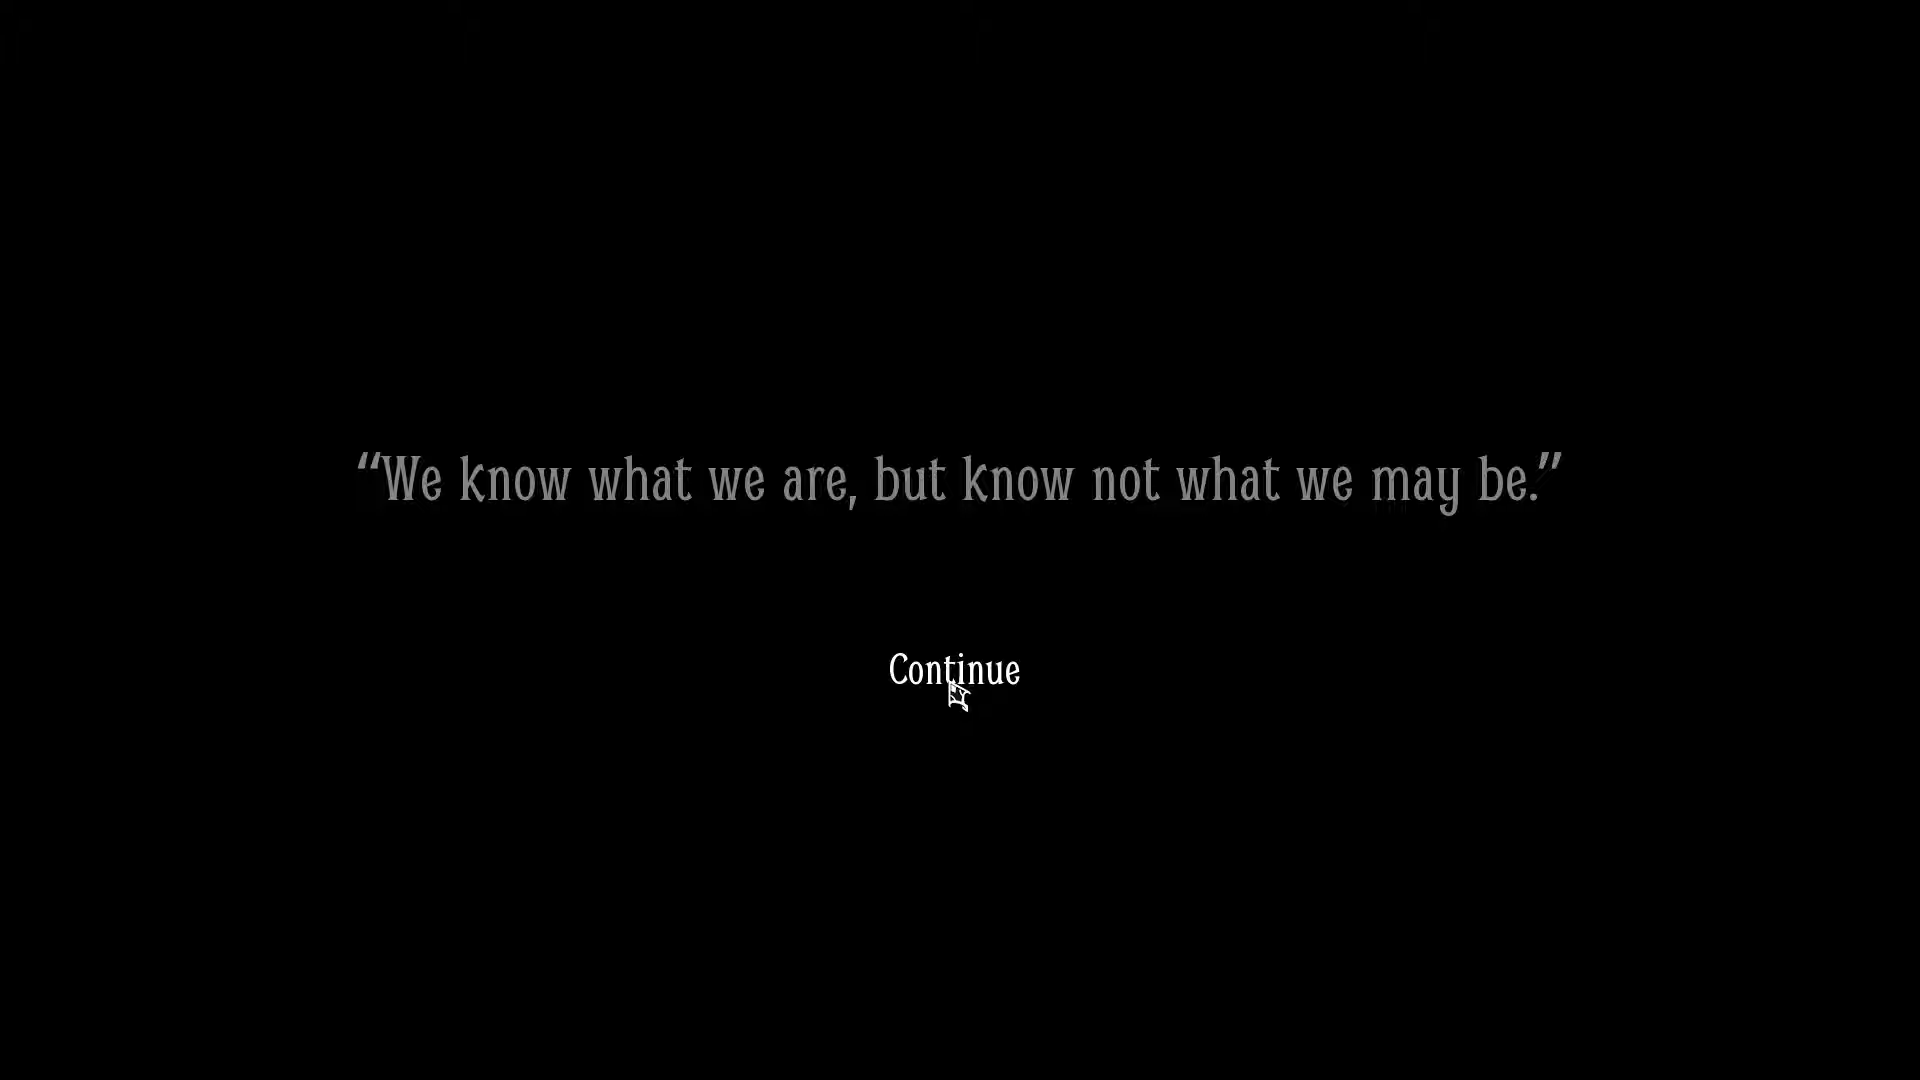 “We know what we are, but know not what we may be.”
Continue